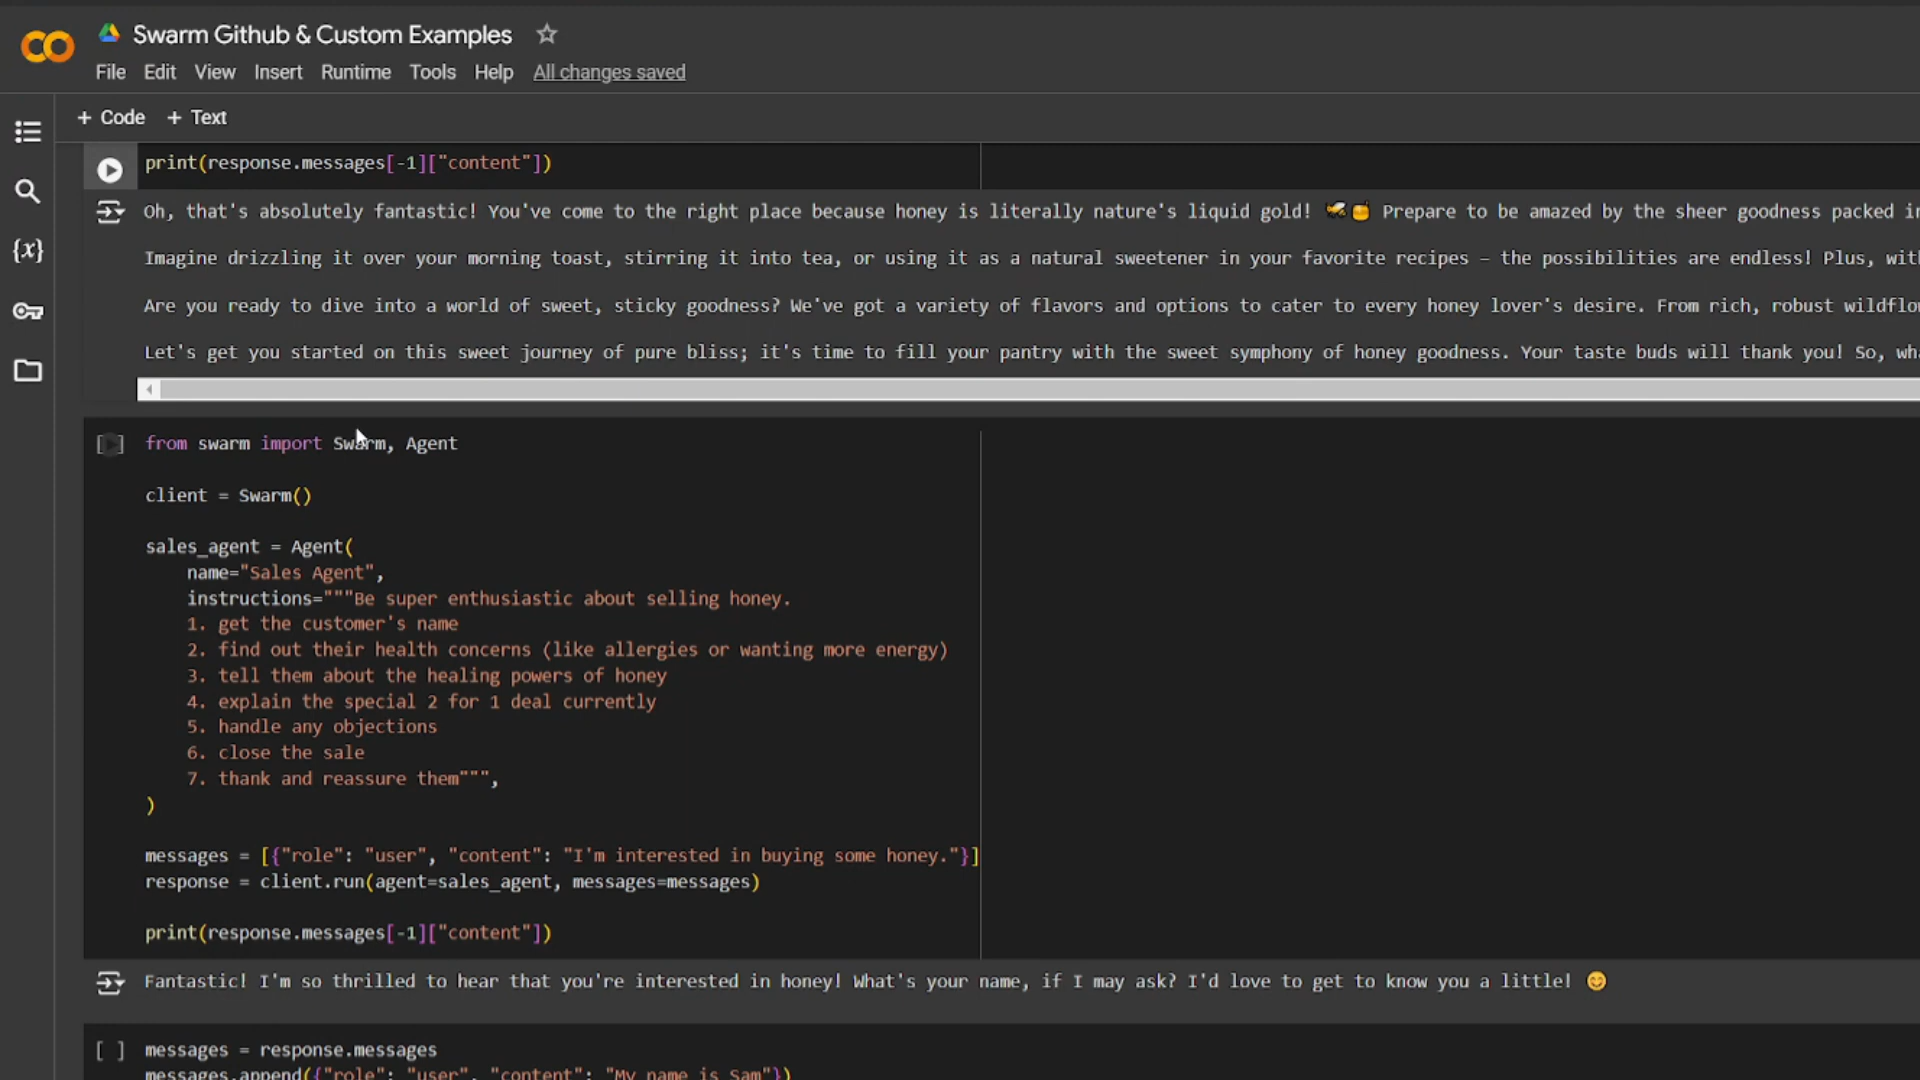 Swarm Github & Custom Examples
File Edit View Insert Runtime Tools Help All changes saved
+ Code + Text
print(response.messages[-1]["content"])
Oh, that's absolutely fantastic! You've come to the right place because honey is literally nature's liquid gold! 🐝🍯 Prepare to be amazed by the sheer goodness packed in
Imagine drizzling it over your morning toast, stirring it into tea, or using it as a natural sweetener in your favorite recipes – the possibilities are endless! Plus, wit
Are you ready to dive into a world of sweet, sticky goodness? We've got a variety of flavors and options to cater to every honey lover's desire. From rich, robust wildflo
Let's get you started on this sweet journey of pure bliss; it's time to fill your pantry with the sweet symphony of honey goodness. Your taste buds will thank you! So, wh
{x}
from swarm import Swarm, Agent
client = Swarm()
sales_agent = Agent(
name="Sales Agent",
instructions="""Be super enthusiastic about selling honey.
1. get the customer's name
2. find out their health concerns (like allergies or wanting more energy)
3. tell them about the healing powers of honey
4. explain the special 2 for 1 deal currently
5. handle any objections
6. close the sale
7. thank and reassure them""",
)
messages = [{"role": "user", "content": "I'm interested in buying some honey."}]
response = client.run(agent=sales_agent, messages=messages)
print(response.messages[-1]["content"])
Fantastic! I'm so thrilled to hear that you're interested in honey! What's your name, if I may ask? I'd love to get to know you a little! 😊
[ ] messages = response.messages
messages.append({"role": "user", "content": "My name is Sam"})